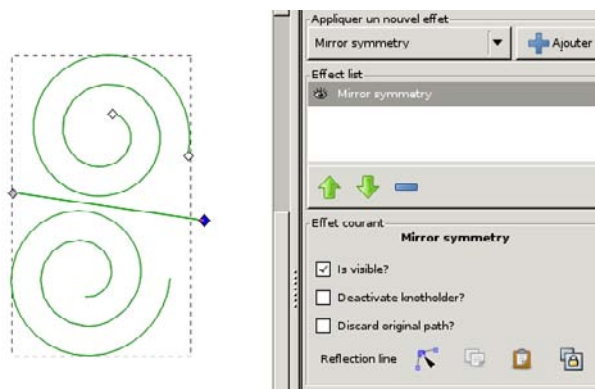 Appliquer un nouvel effet
Mirror symmetry
Ajouter
Effect list
Mirror symmetry
Effet courant
Mirror symmetry
Is visible?
Deactivate knotholder?
Discard original path?
Reflection line